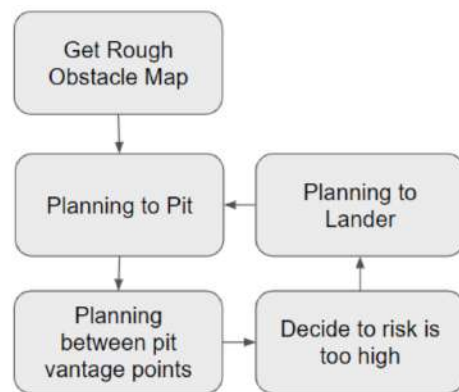 Get Rough
Obstacle Map
Planning to Pit
Planning to
Lander
Planning
between pit
vantage points
Decide to risk is
too high